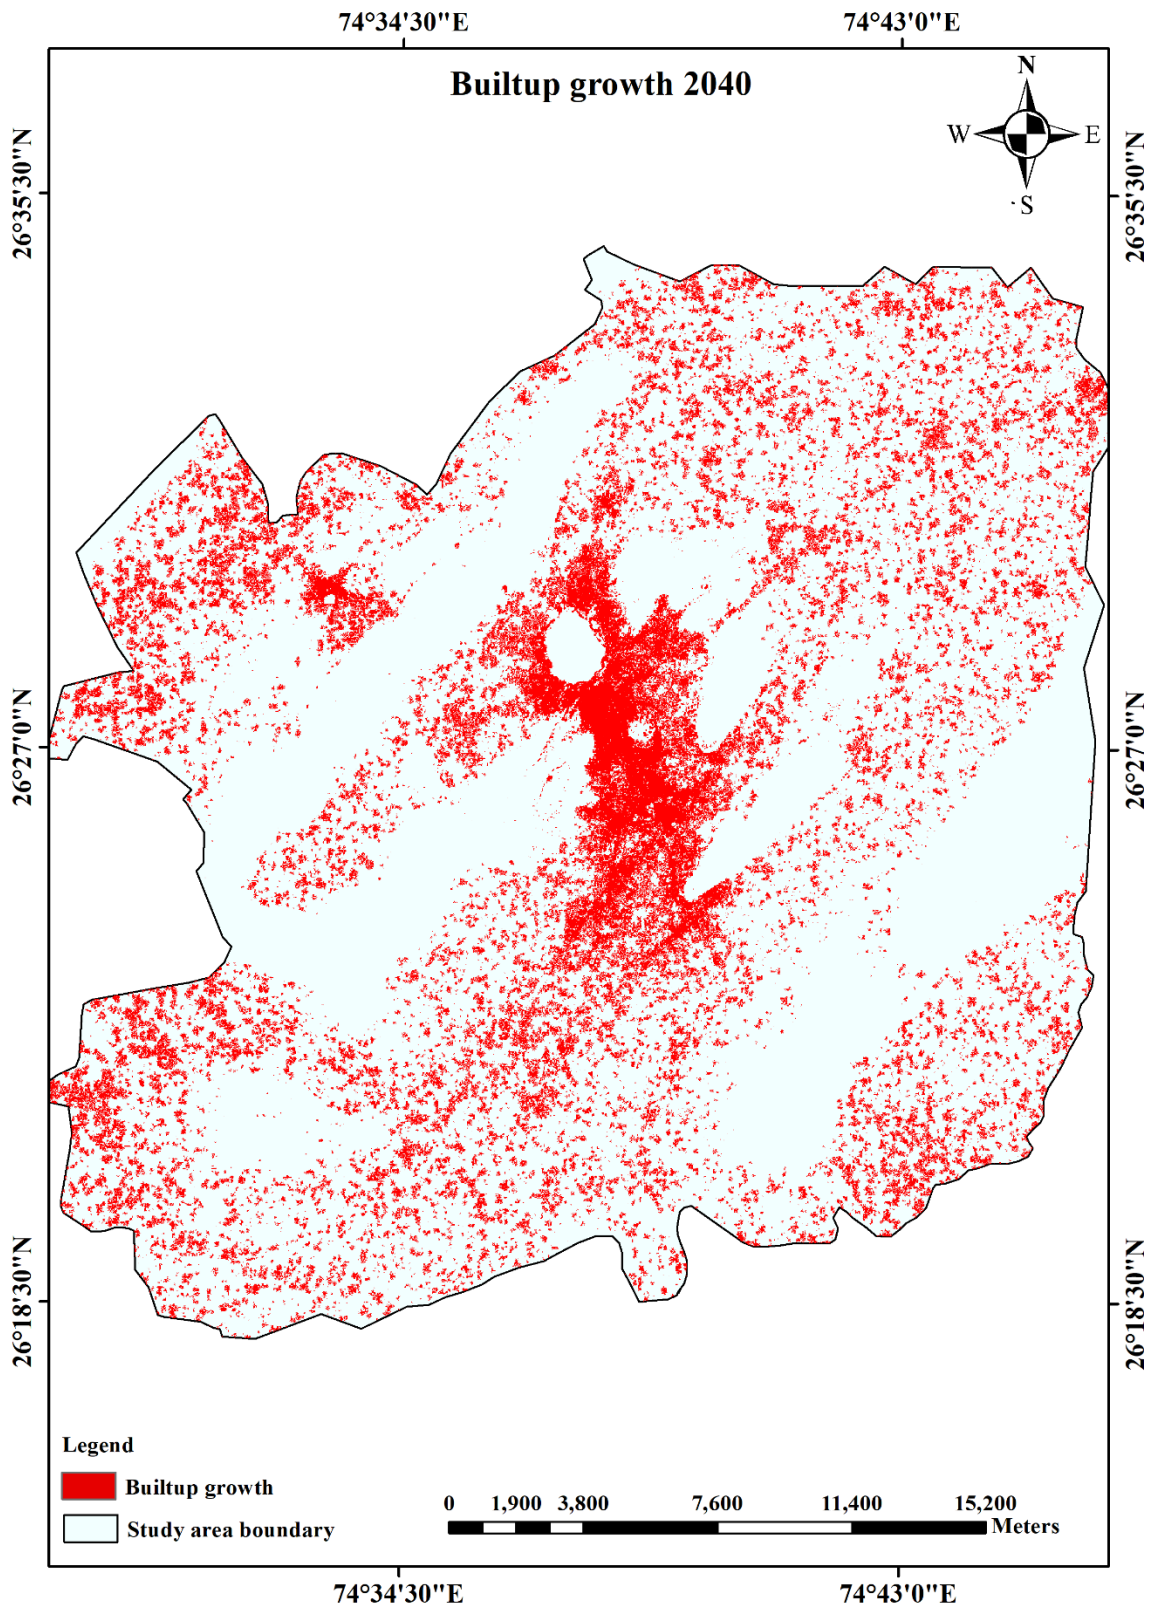 74°34'30"E
74°43'0"E
Builtup growth 2040
N
W
E
S
26°35'30"N
26°35'30"N
26°27'0"N
26°27'0"N
26°18'30"N
26°18'30"N
Legend
Builtup growth
Study area boundary
0 1,900 3,800 7,600 11,400 15,200
Meters
74°34'30"E
74°43'0"E